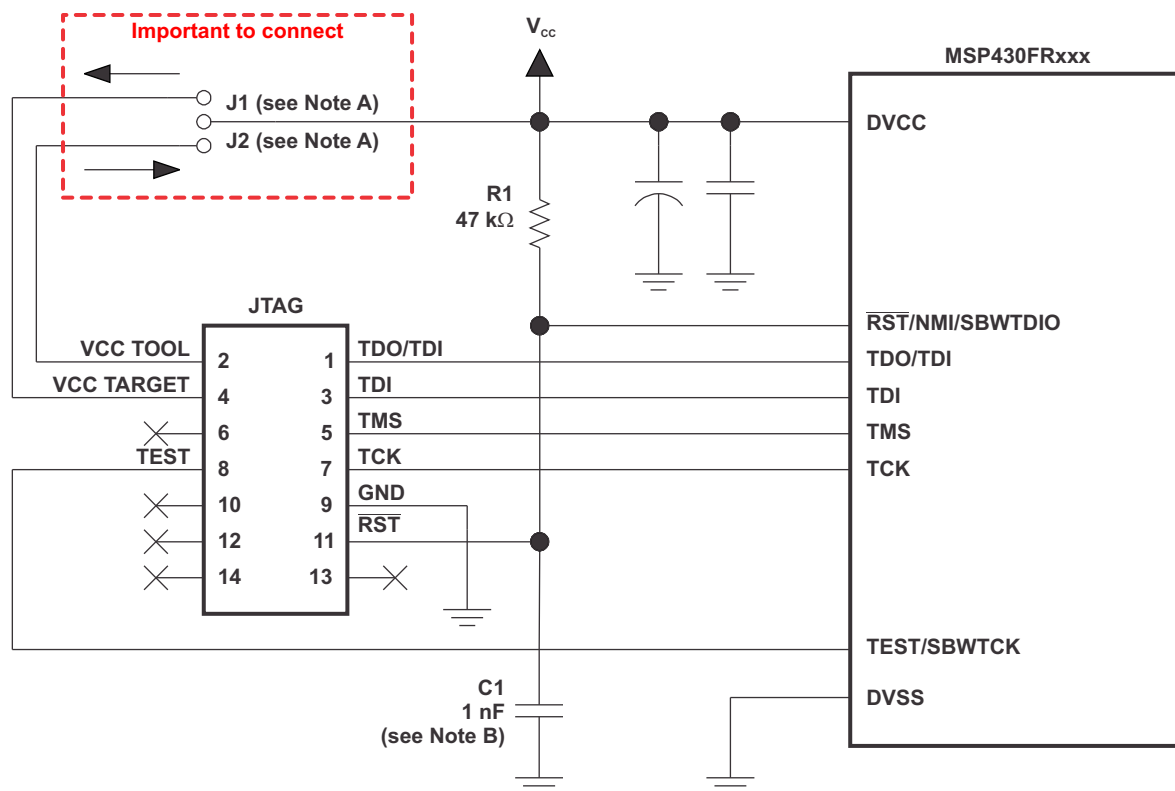 Important to connect
J1 (see Note A)
J2 (see Note A)
Vcc
R1
47 kΩ
MSP430FRxxx
DVCC
RST/NMI/SBWTDIO
TDO/TDI
TDI
TMS
TCK
TEST/SBWTCK
DVSS
JTAG
VCC TOOL 2 1 TDO/TDI
VCC TARGET 4 3 TDI
6 5 TMS
TEST 8 7 TCK
10 9 GND
12 11 RST
14 13
C1
1 nF
(see Note B)